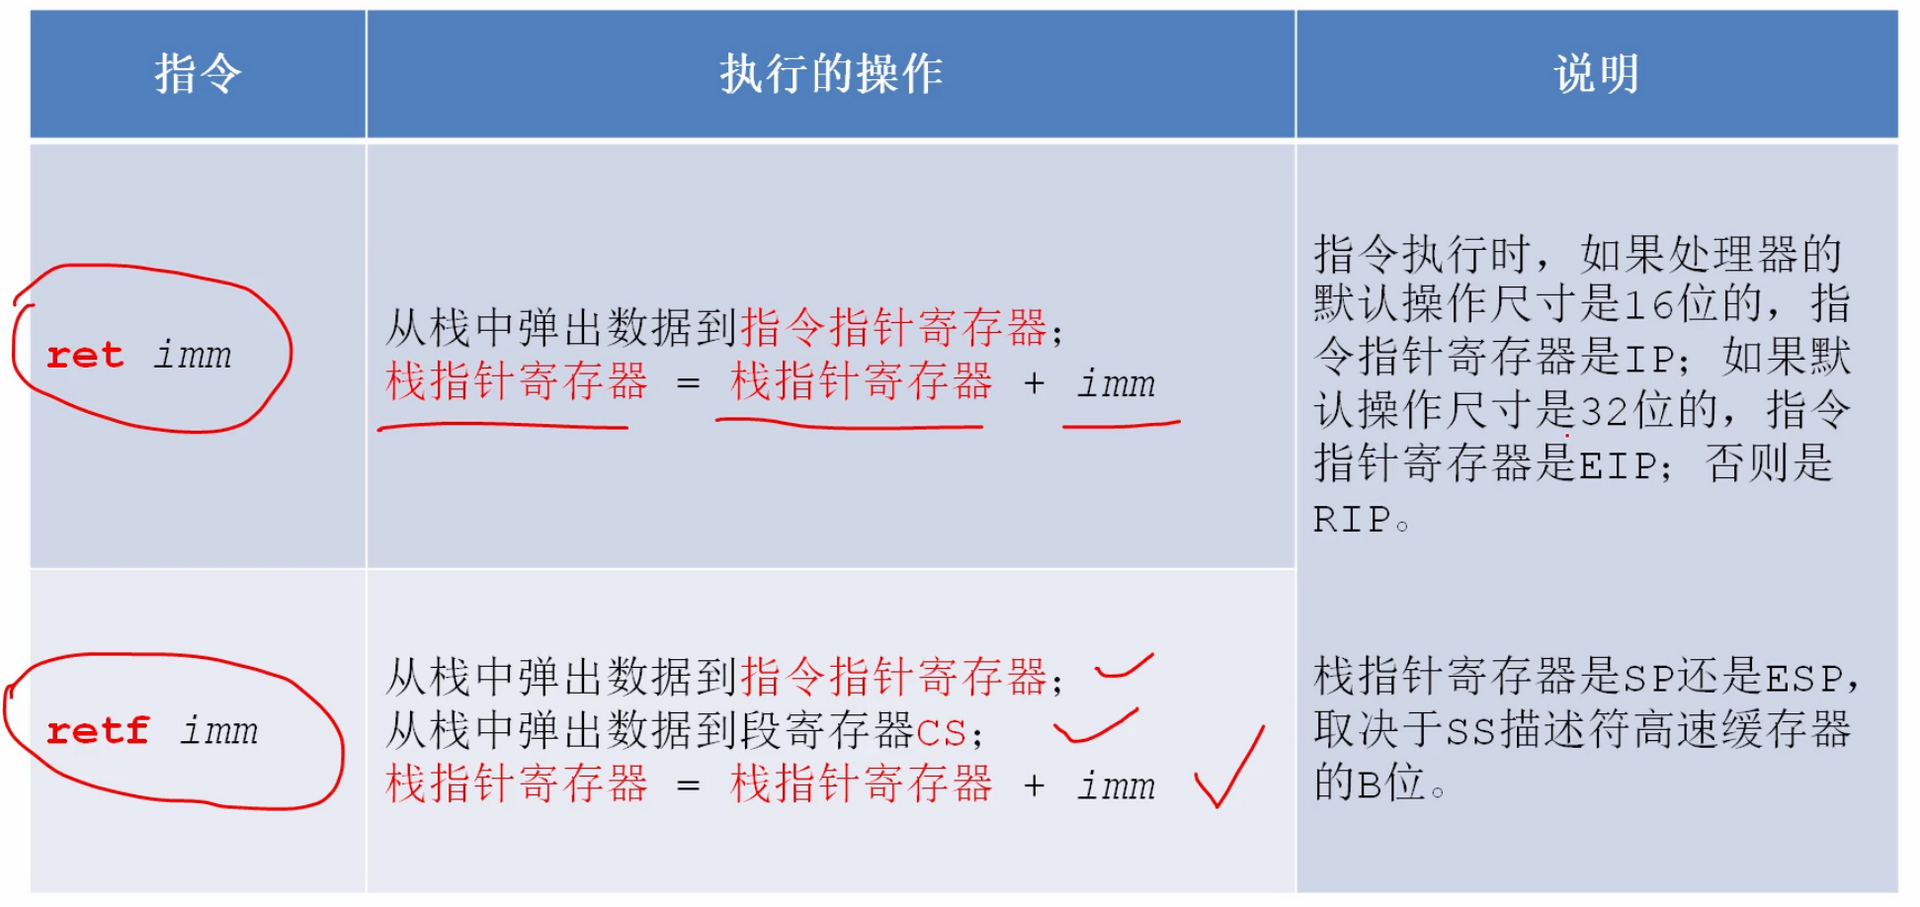 指令
执行的操作
说明
ret imm
从栈中弹出数据到指令指针寄存器；
栈指针寄存器 = 栈指针寄存器 + imm
指令执行时，如果处理器的
默认操作尺寸是16位的，指
令指针寄存器是IP；如果默
认操作尺寸是32位的，指令
指针寄存器是EIP；否则是
RIP。
retf imm
从栈中弹出数据到指令指针寄存器；
从栈中弹出数据到段寄存器CS；
栈指针寄存器 = 栈指针寄存器 + imm
栈指针寄存器是SP还是ESP，
取决于SS描述符高速缓存器
的B位。